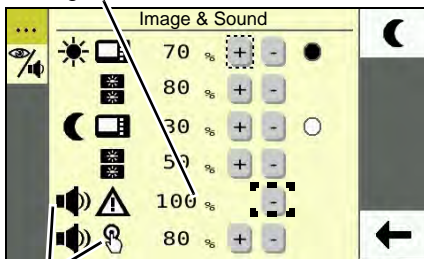 ...
Image & Sound
70 % + -
80 % + -
30 % + -
50 % + -
100 % -
80 % + -